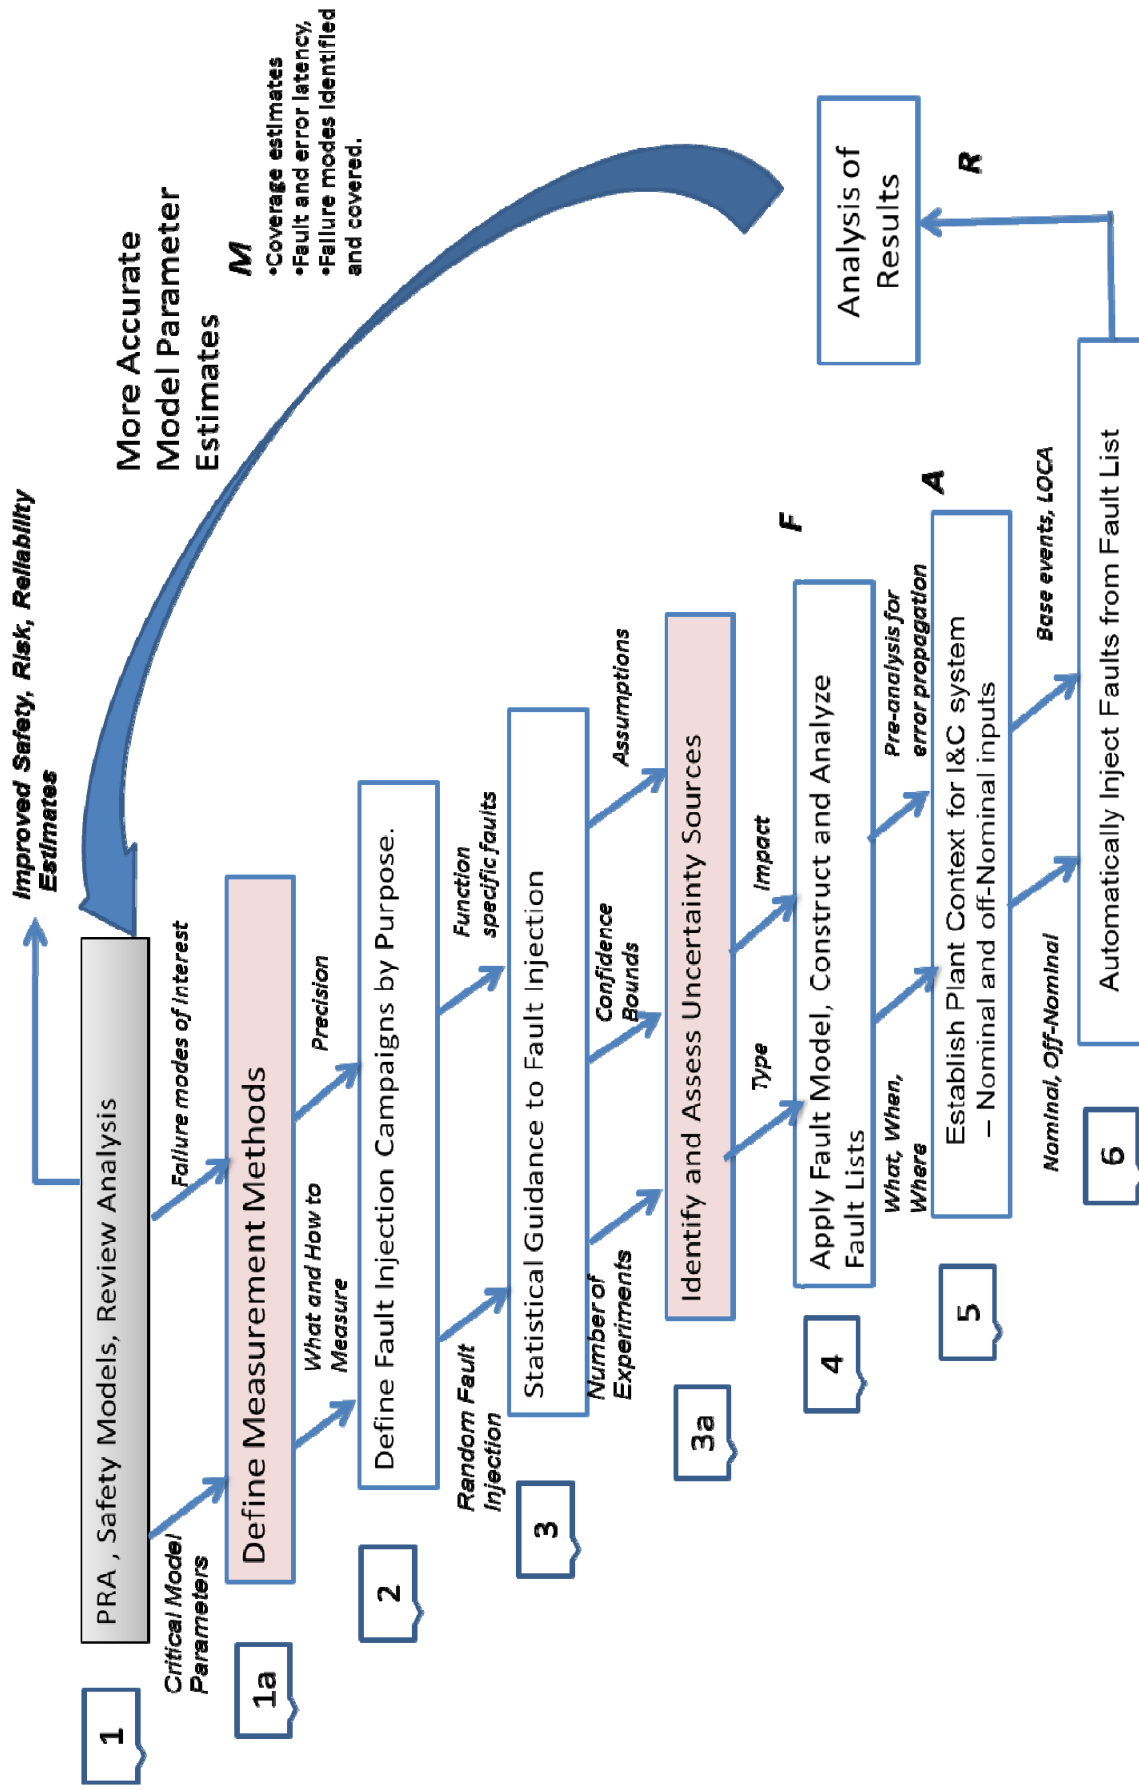 Improved Safety, Risk, Reliability
Estimates
More Accurate
Model Parameter
Estimates
1
PRA , Safety Models, Review Analysis
Critical Model
Parameters
Failure modes of Interest
M
•Coverage estimates
•Fault and error latency,
•Failure modes identified
and covered.
1a
Define Measurement Methods
What and How to
Measure
Precision
2
Define Fault Injection Campaigns by Purpose.
Random Fault
Injection
Function
specific faults
3
Statistical Guidance to Fault Injection
Number of
Experiments
Confidence
Bounds
Assumptions
3a
Identify and Assess Uncertainty Sources
Type
Impact
F
4
Apply Fault Model, Construct and Analyze
Fault Lists
What, When,
Where
Pre-analysis for
error propagation
A
5
Establish Plant Context for I&C system
– Nominal and off-Nominal inputs
Nominal, Off-Nominal
Base events, LOCA
6
Automatically Inject Faults from Fault List
Analysis of
Results
R